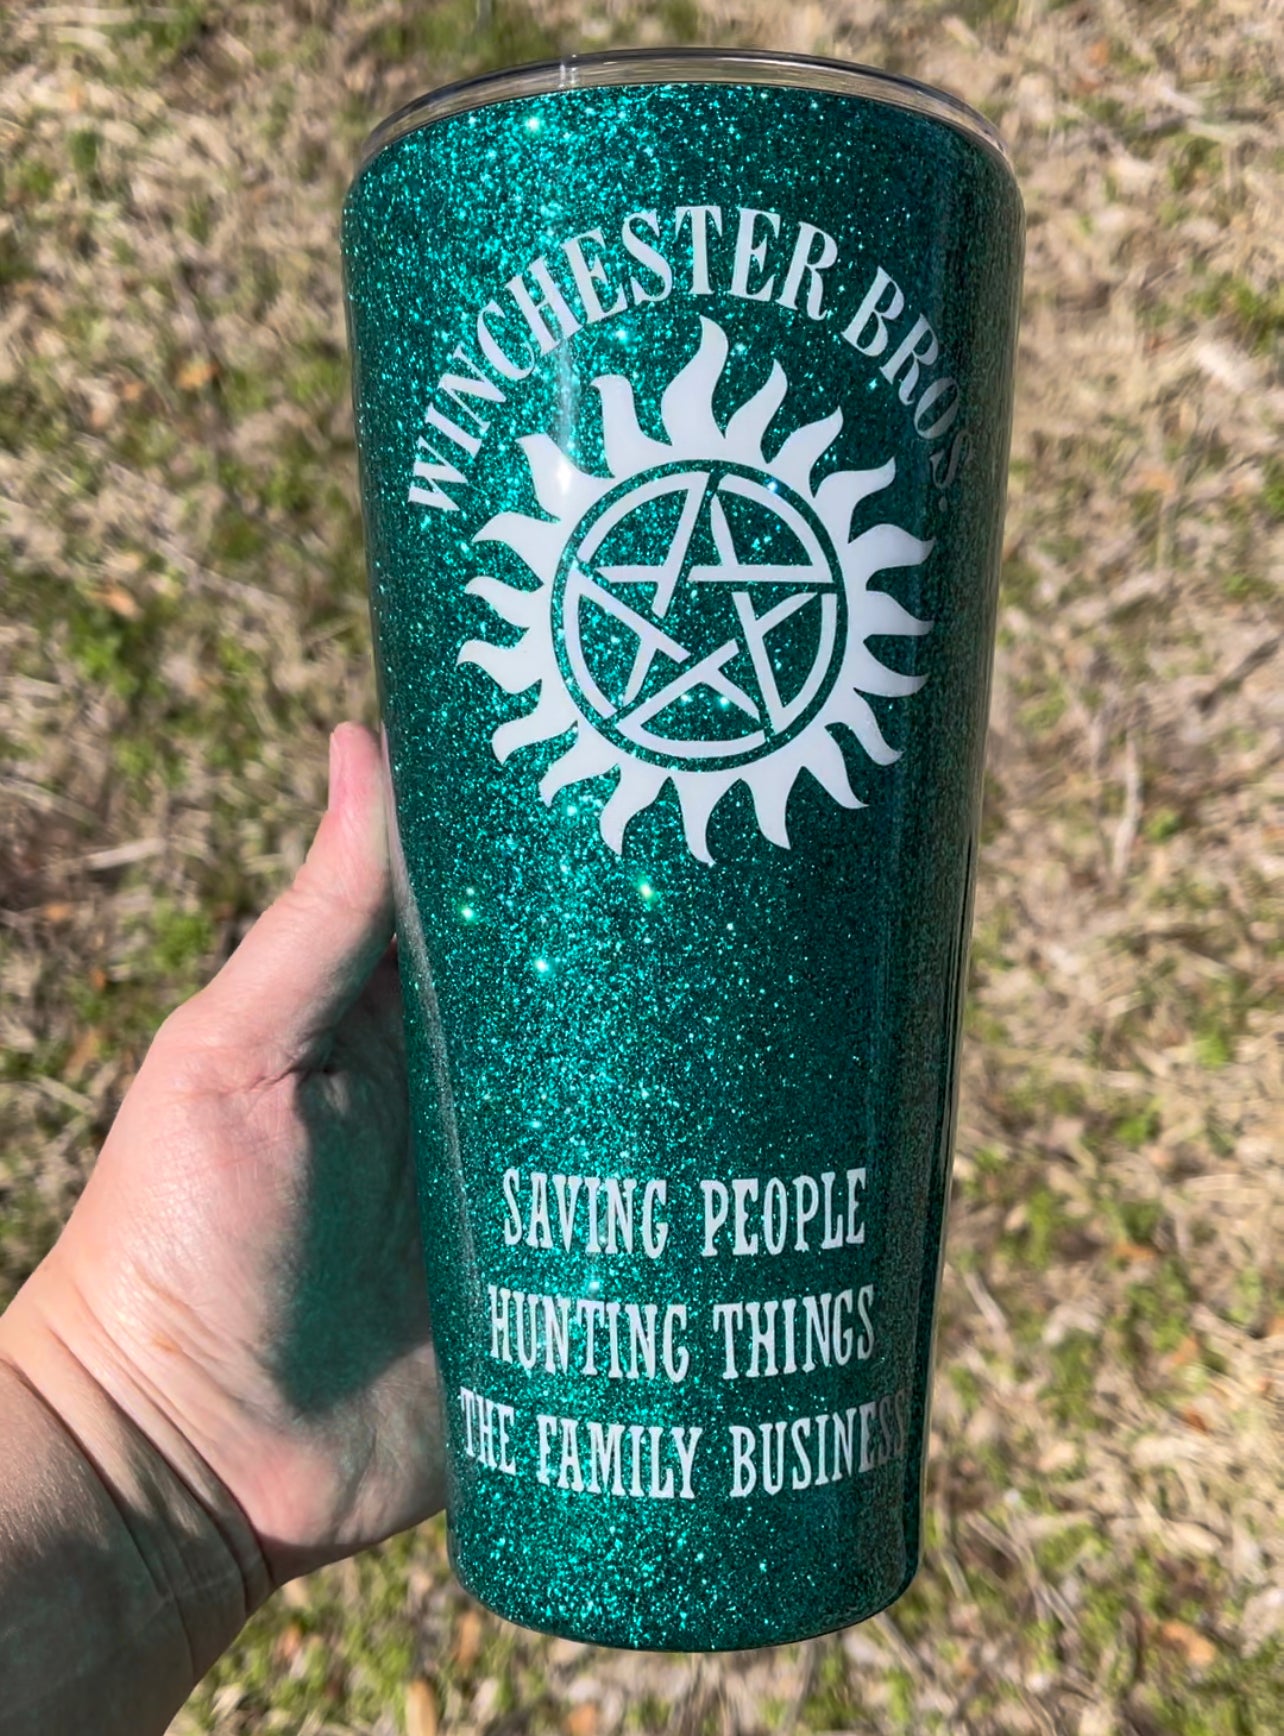 WINCHESTER BROS.
SAVING PEOPLE
HUNTING THINGS
THE FAMILY BUSINESS